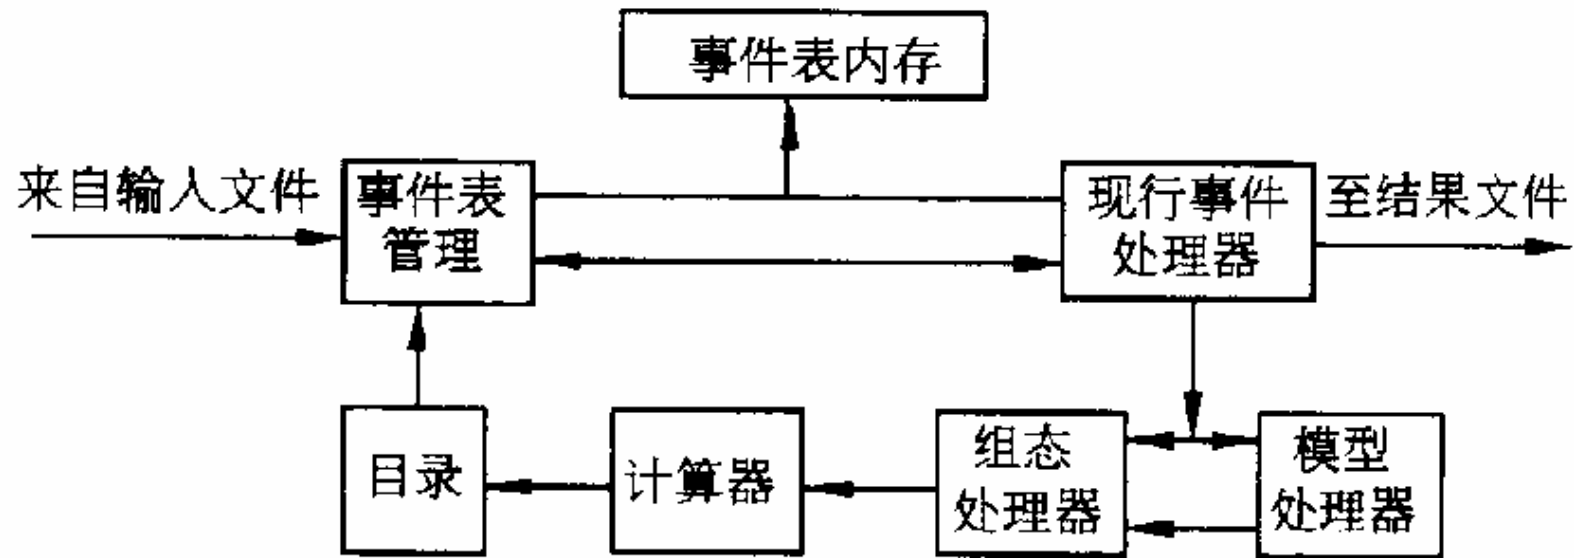 事件表内存
来自输人文件
事件表
管理
现行事件
处理器
至结果文件
目录
计算器
组态
处理器
模型
处理器